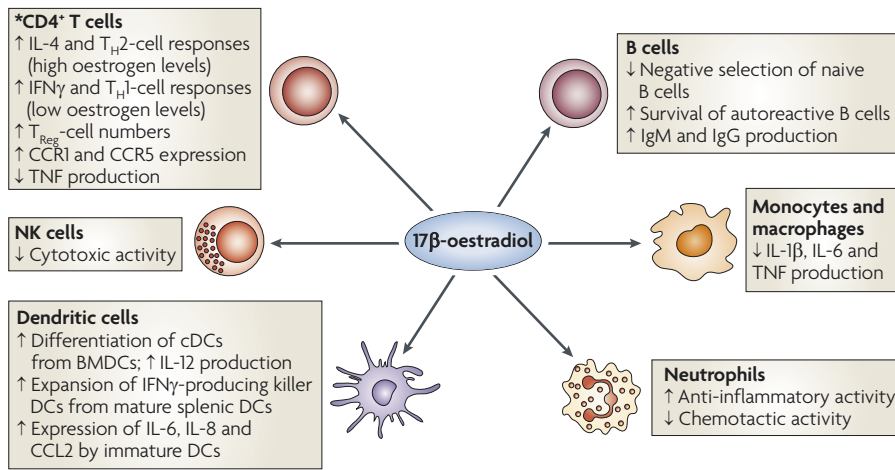 *CD4⁺ T cells
↑ IL-4 and T_H2-cell responses
(high oestrogen levels)
↑ IFNγ and T_H1-cell responses
(low oestrogen levels)
↑ T_Reg-cell numbers
↑ CCR1 and CCR5 expression
↓ TNF production
B cells
↓ Negative selection of naive
B cells
↑ Survival of autoreactive B cells
↑ IgM and IgG production
NK cells
↓ Cytotoxic activity
17β-oestradiol
Monocytes and
macrophages
↓ IL-1β, IL-6 and
TNF production
Dendritic cells
↑ Differentiation of cDCs
from BMDCs; ↑ IL-12 production
↑ Expansion of IFNγ-producing killer
DCs from mature splenic DCs
↑ Expression of IL-6, IL-8 and
CCL2 by immature DCs
Neutrophils
↑ Anti-inflammatory activity
↓ Chemotactic activity